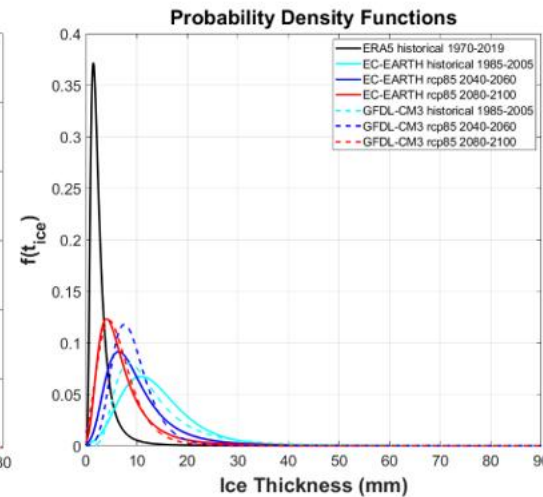 Probability Density Functions
0.4
0.35
0.3
0.25
0.2
0.15
0.1
0.05
0
f(t_ice)
ERA5 historical 1970-2019
EC-EARTH historical 1985-2005
EC-EARTH rcp85 2040-2060
EC-EARTH rcp85 2080-2100
GFDL-CM3 historical 1985-2005
GFDL-CM3 rcp85 2040-2060
GFDL-CM3 rcp85 2080-2100
0 10 20 30 40 50 60 70 80 90
Ice Thickness (mm)